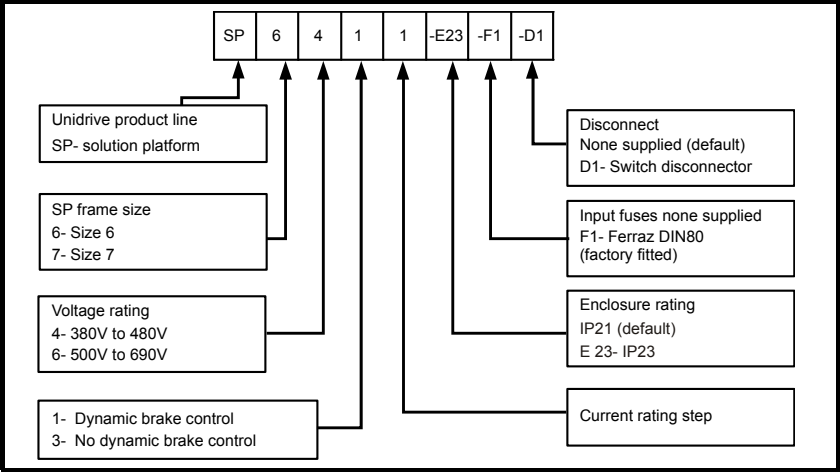 SP 6 4 1 1 -E23 -F1 -D1
Unidrive product line
SP- solution platform
SP frame size
6- Size 6
7- Size 7
Voltage rating
4- 380V to 480V
6- 500V to 690V
1- Dynamic brake control
3- No dynamic brake control
Disconnect
None supplied (default)
D1- Switch disconnector
Input fuses none supplied
F1- Ferraz DIN80
(factory fitted)
Enclosure rating
IP21 (default)
E 23- IP23
Current rating step